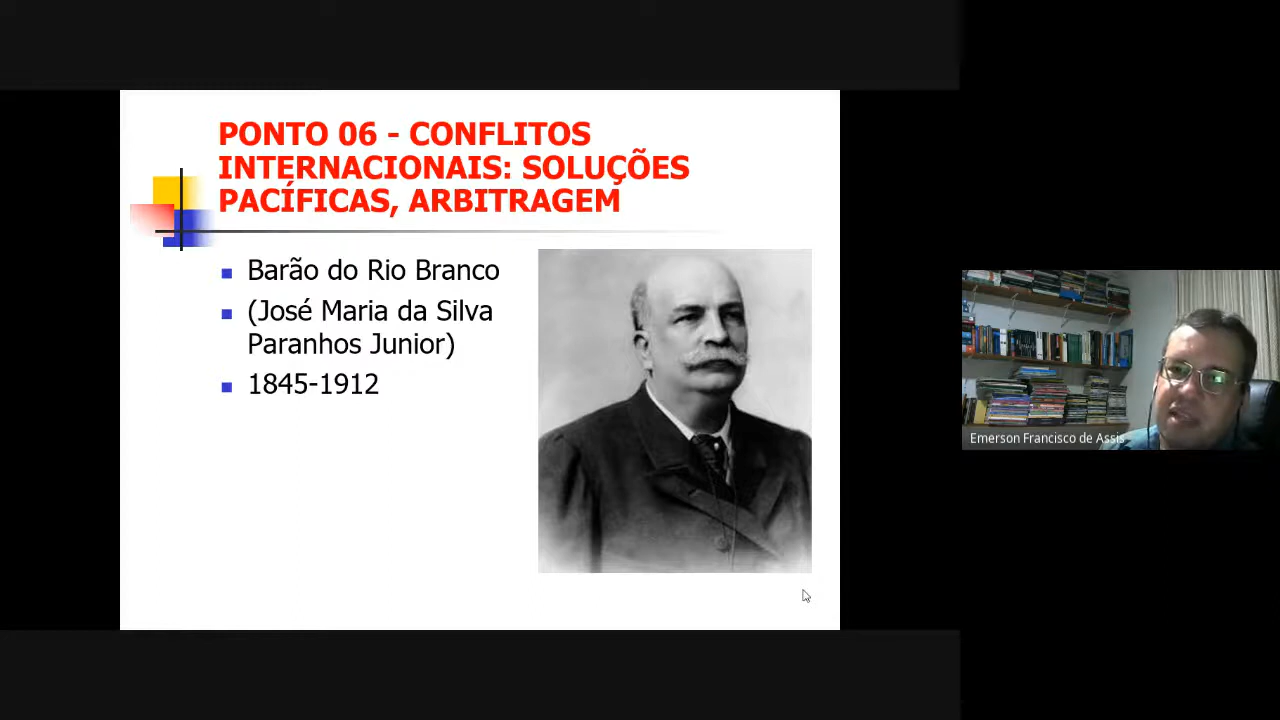 PONTO 06 - CONFLITOS
INTERNACIONAIS: SOLUÇÕES
PACÍFICAS, ARBITRAGEM
Barão do Rio Branco
(José Maria da Silva
Paranhos Junior)
1845-1912
Emerson Francisco de Assis